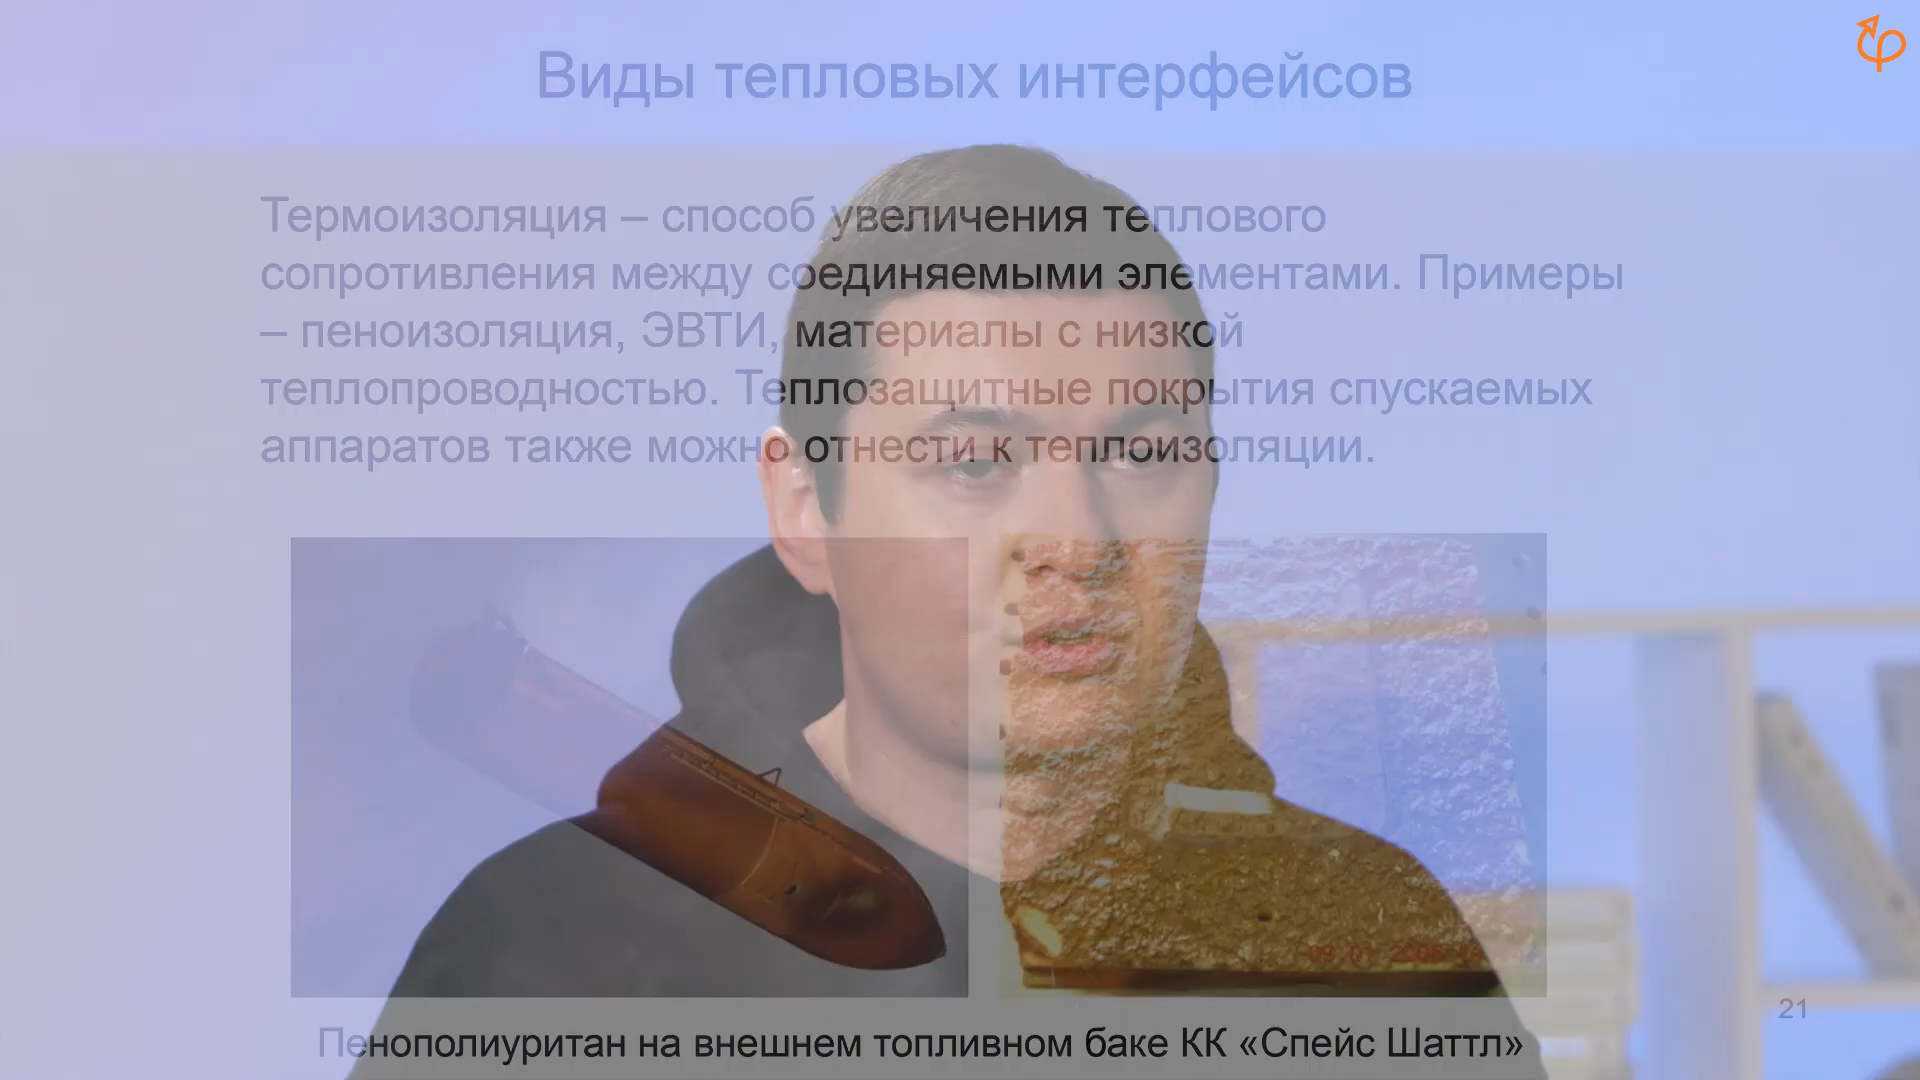 Виды тепловых интерфейсов
Термоизоляция – способ увеличения теплового
сопротивления между соединяемыми элементами. Примеры
– пеноизоляция, ЭВТИ, материалы с низкой
теплопроводностью. Теплозащитные покрытия спускаемых
аппаратов также можно отнести к теплоизоляции.
Пенополиуритан на внешнем топливном баке КК «Спейс Шаттл»
21